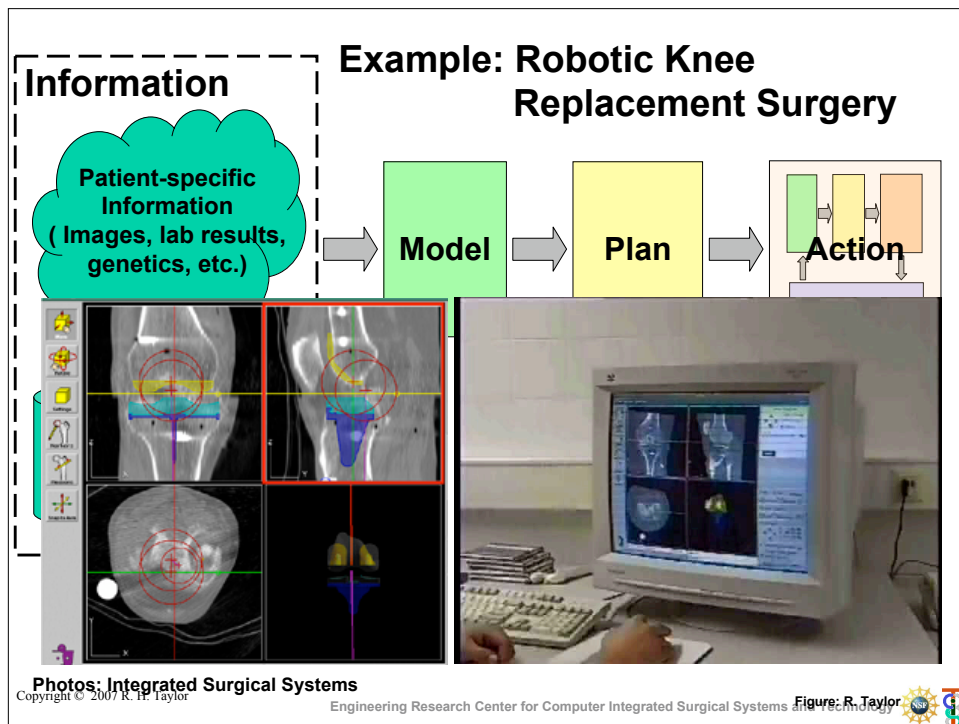 Example: Robotic Knee
Replacement Surgery
Information
Patient-specific
Information
( Images, lab results,
genetics, etc.)
Model
Plan
Action
Photos: Integrated Surgical Systems
Copyright © 2007 R. H. Taylor
Engineering Research Center for Computer Integrated Surgical Systems and Technology
Figure: R. Taylor
NSF